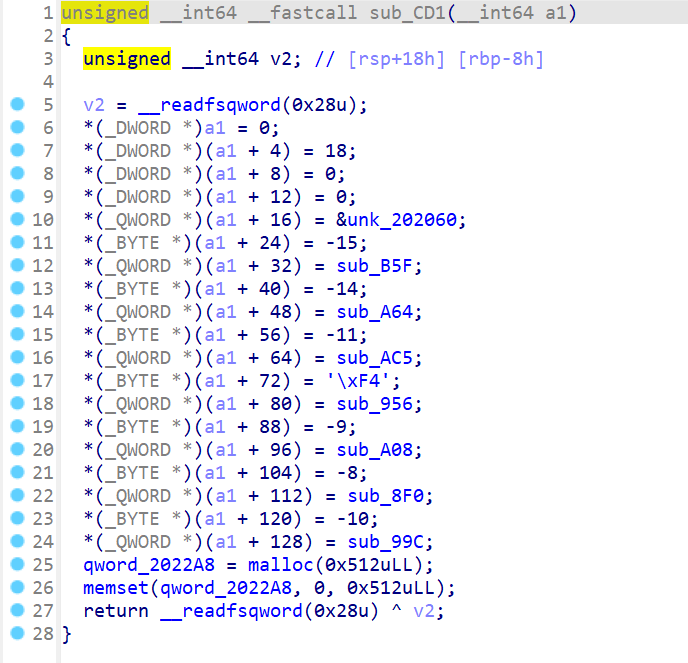 1 unsigned __int64 __fastcall sub_CD1(__int64 a1)
2 {
3 unsigned __int64 v2; // [rsp+18h] [rbp-8h]
4
5 v2 = __readfsqword(0x28u);
6 *(_DWORD *)a1 = 0;
7 *(_DWORD *)(a1 + 4) = 18;
8 *(_DWORD *)(a1 + 8) = 0;
9 *(_DWORD *)(a1 + 12) = 0;
10 *(_QWORD *)(a1 + 16) = &unk_202060;
11 *(_BYTE *)(a1 + 24) = -15;
12 *(_QWORD *)(a1 + 32) = sub_B5F;
13 *(_BYTE *)(a1 + 40) = -14;
14 *(_QWORD *)(a1 + 48) = sub_A64;
15 *(_BYTE *)(a1 + 56) = -11;
16 *(_QWORD *)(a1 + 64) = sub_AC5;
17 *(_BYTE *)(a1 + 72) = '\xF4';
18 *(_QWORD *)(a1 + 80) = sub_956;
19 *(_BYTE *)(a1 + 88) = -9;
20 *(_QWORD *)(a1 + 96) = sub_A08;
21 *(_BYTE *)(a1 + 104) = -8;
22 *(_QWORD *)(a1 + 112) = sub_8F0;
23 *(_BYTE *)(a1 + 120) = -10;
24 *(_QWORD *)(a1 + 128) = sub_99C;
25 qword_2022A8 = malloc(0x512uLL);
26 memset(qword_2022A8, 0, 0x512uLL);
27 return __readfsqword(0x28u) ^ v2;
28 }